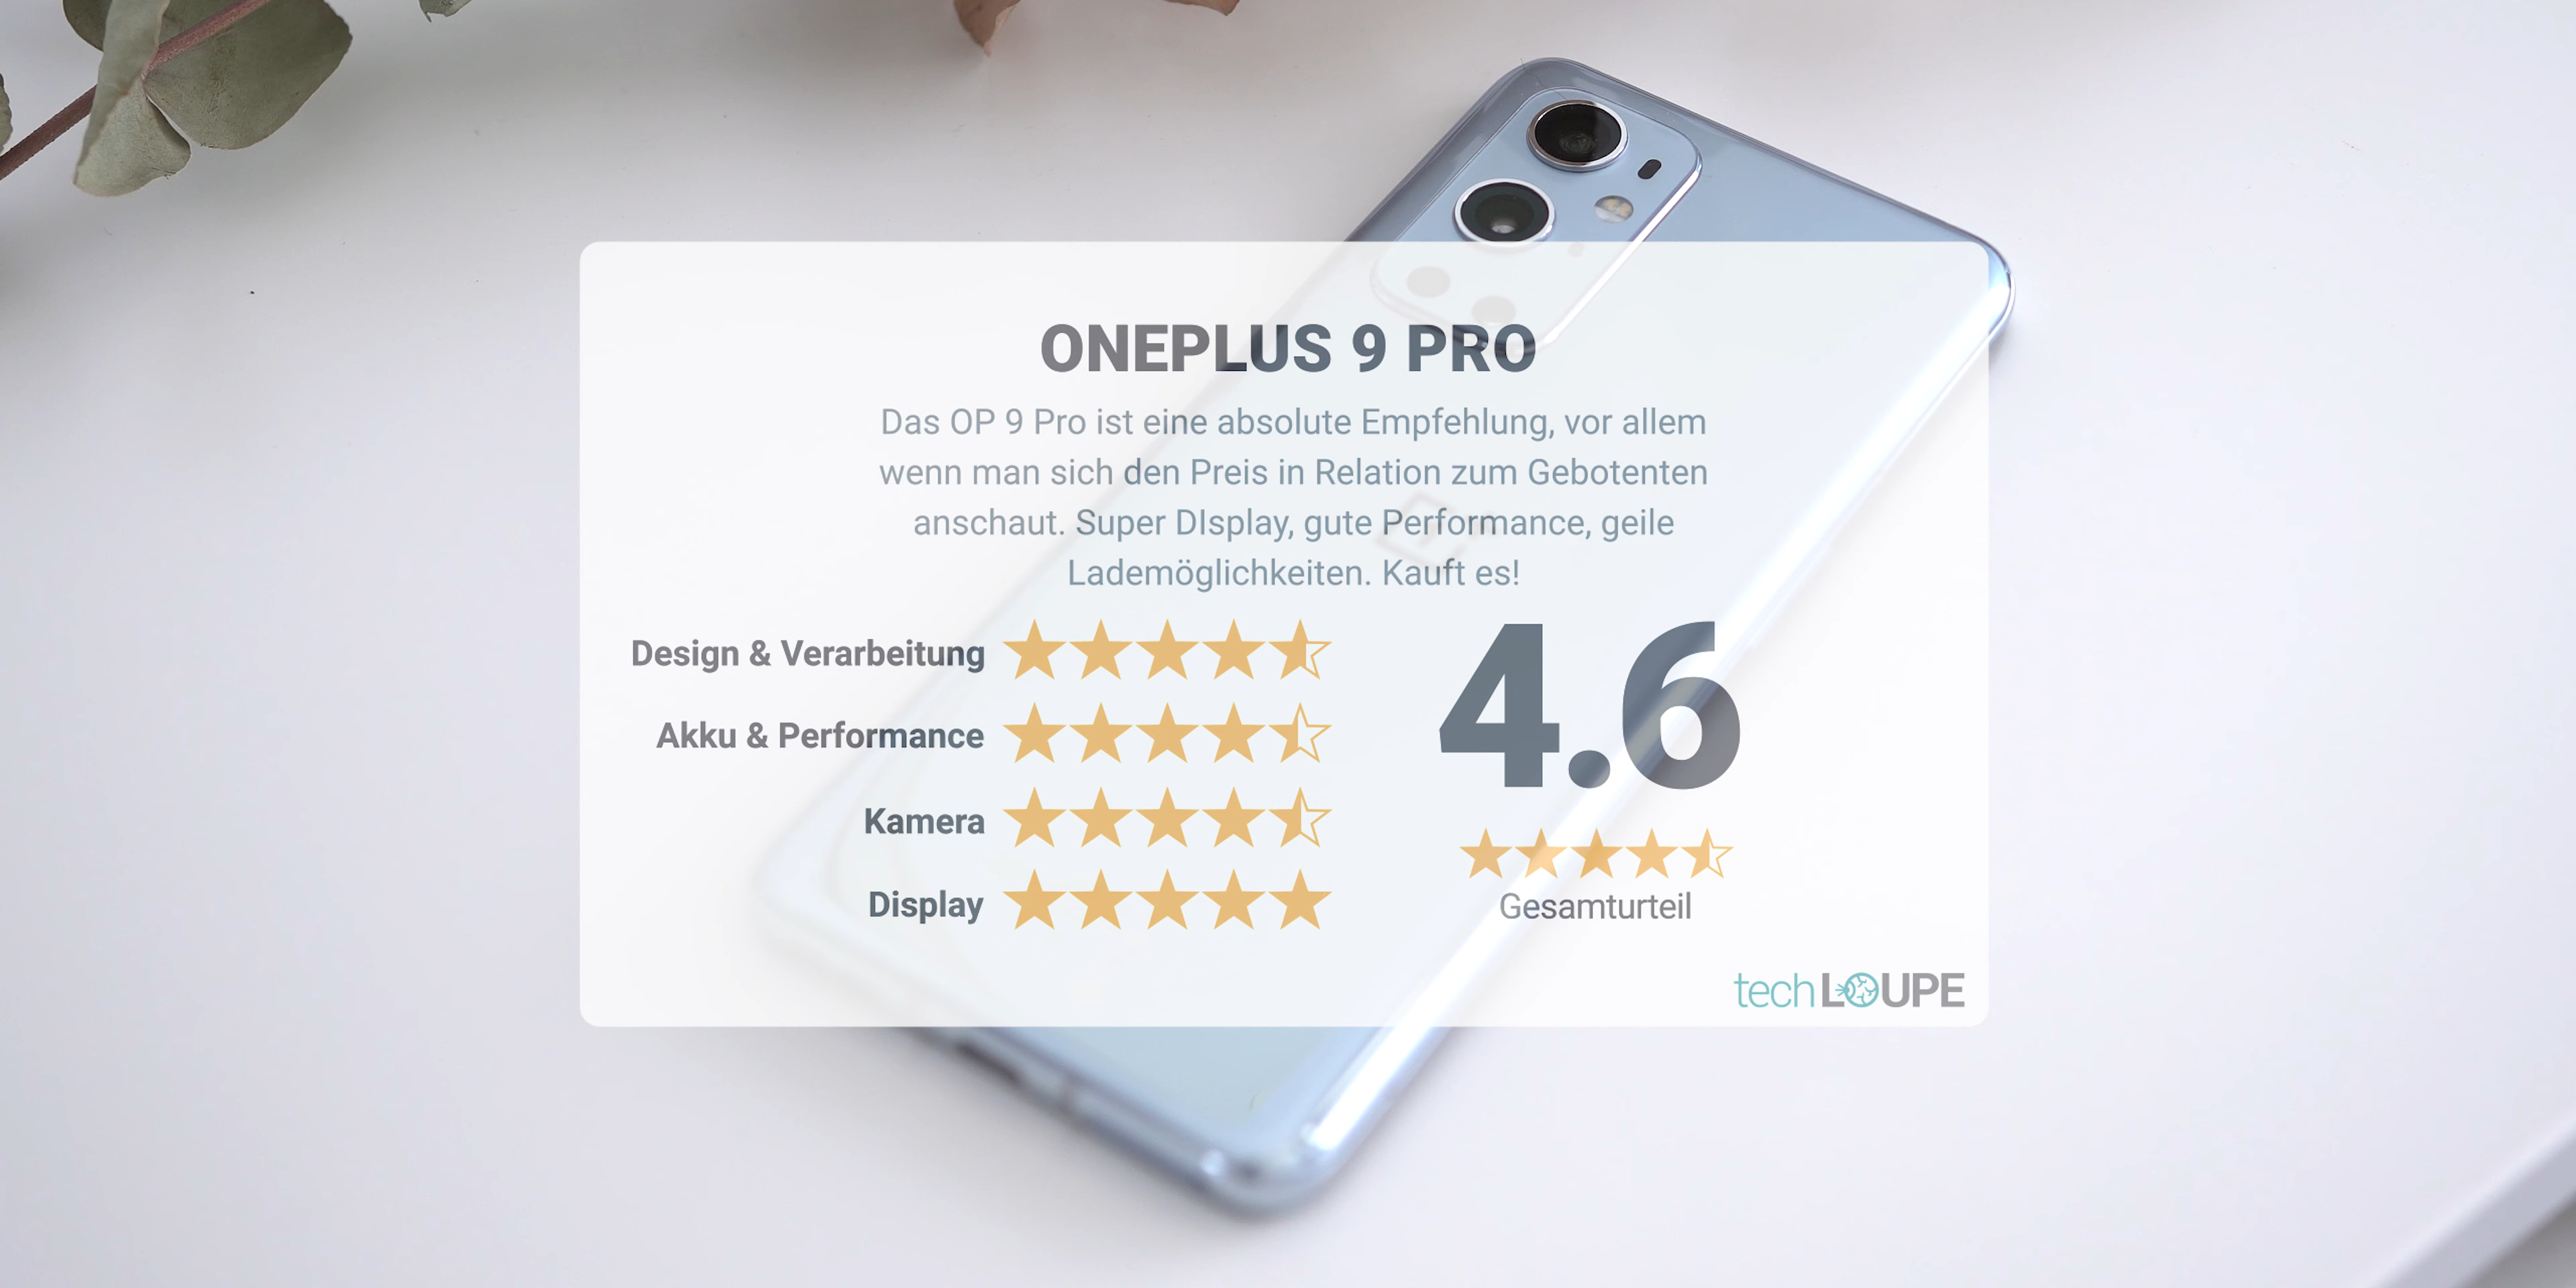 ONEPLUS 9 PRO
Das OP 9 Pro ist eine absolute Empfehlung, vor allem
wenn man sich den Preis in Relation zum Gebotenten
anschaut. Super DIsplay, gute Performance, geile
Lademöglichkeiten. Kauft es!
Design & Verarbeitung
Akku & Performance
Kamera
Display
4.6
Gesamturteil
tech LOUPE